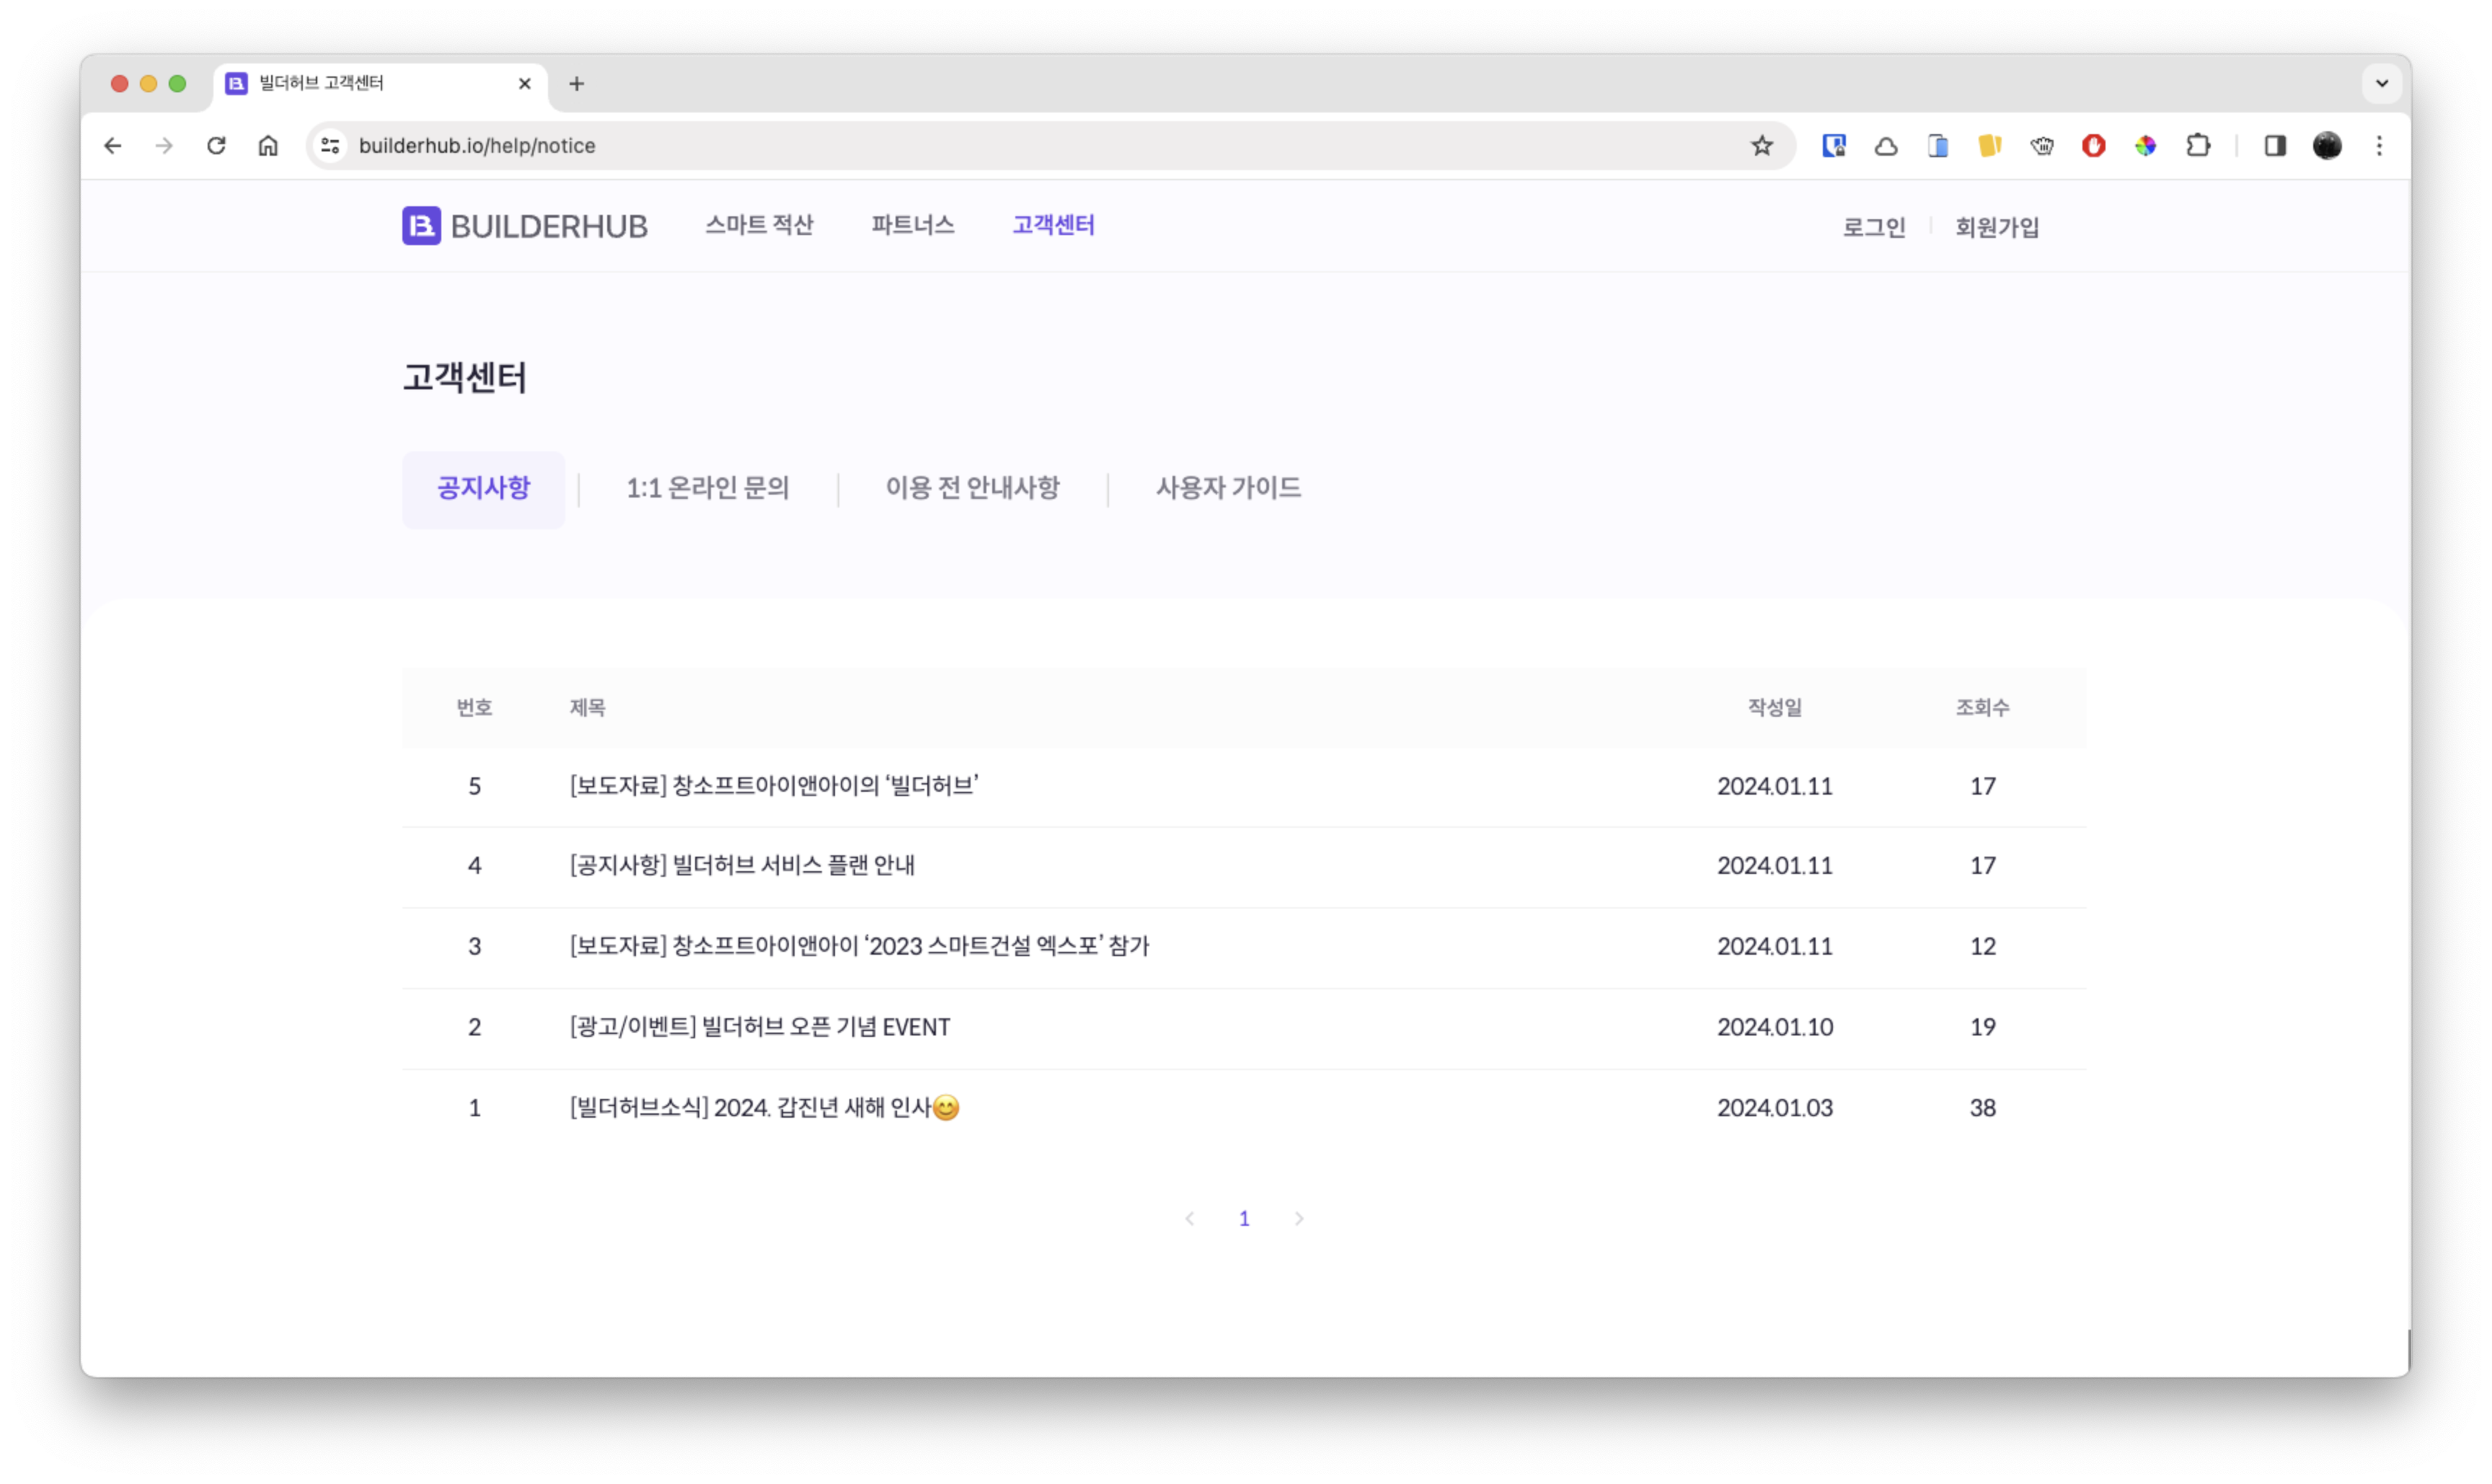 빌더허브 고객센터
builderhub.io/help/notice
BUILDERHUB 스마트 적산 파트너스 고객센터 로그인 회원가입
고객센터
공지사항 1:1 온라인 문의 이용 전 안내사항 사용자 가이드
번호 제목 작성일 조회수
5 [보도자료] 창소프트아이앤아이의 ‘빌더허브’ 2024.01.11 17
4 [공지사항] 빌더허브 서비스 플랜 안내 2024.01.11 17
3 [보도자료] 창소프트아이앤아이 ‘2023 스마트건설 엑스포’ 참가 2024.01.11 12
2 [광고/이벤트] 빌더허브 오픈 기념 EVENT 2024.01.10 19
1 [빌더허브소식] 2024. 갑진년 새해 인사😊 2024.01.03 38
1